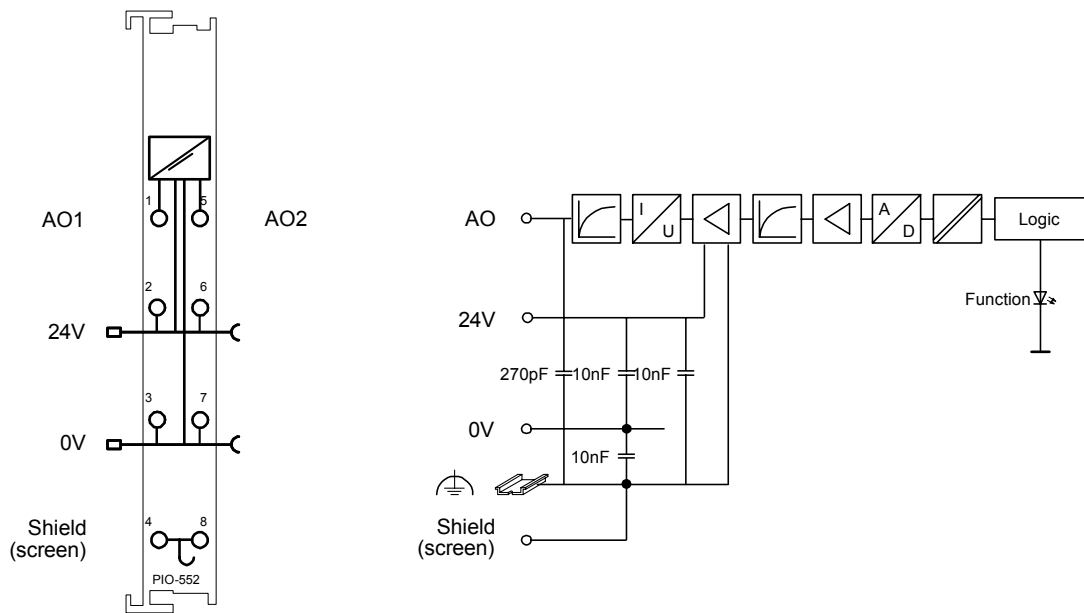 1
5
AO1
AO2
2
6
24V
3
7
0V
Shield
(screen)
4
8
PIO-552
AO
I
U
A
D
Logic
Function
24V
270pF
10nF
10nF
0V
10nF
Shield
(screen)